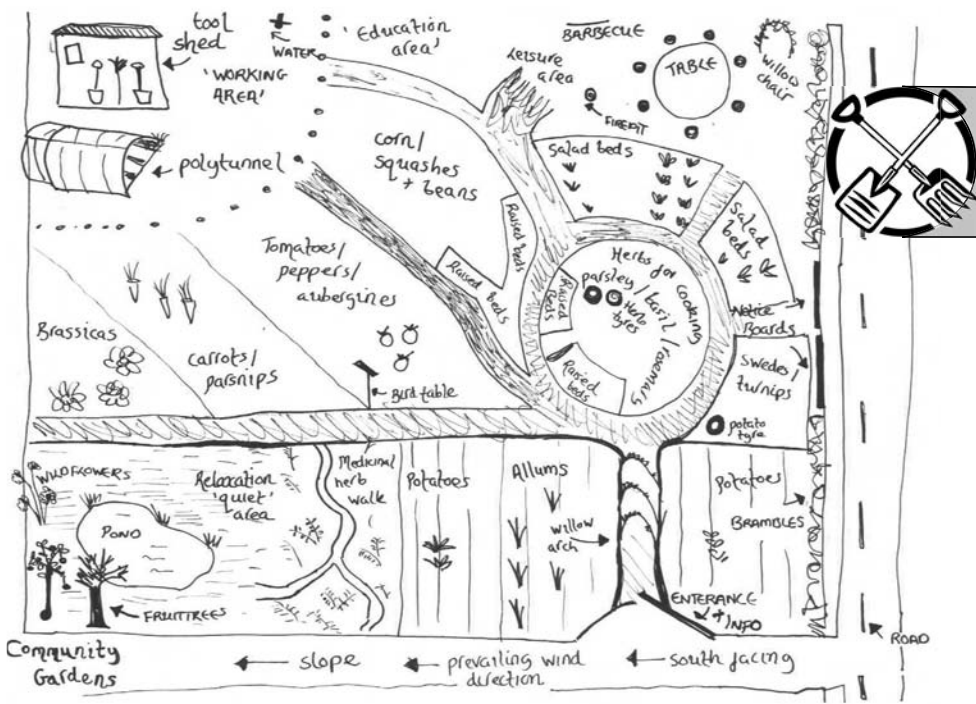 tool
shed
'WORKING
AREA'
WATER
'Education
area'
Leisure
area
BARBECUE
TABLE
willow
chair
FIREPIT
polytunnel
Corn/
Squashes
+ beans
Salad beds
Salad
beds
Raised beds
Raised beds
Tomatoes/
peppers/
aubergines
Herbs for cooking
parsley/basil/rosemary
Herb
tyres
Raised
Beds
Raised
beds
Notice
Boards
Brassicas
Carrots/
parsnips
Bird table
Swedes/
turnips
potato
tyre
WILDFLOWERS
Relaxation
'quiet'
area
Medicinal
herb
walk
Potatoes
Allums
Potatoes
POND
willow
arch
BRAMBLES
FRUITTREES
ENTERANCE
+ INFO
ROAD
Community
Gardens
slope
prevailing wind
direction
south facing